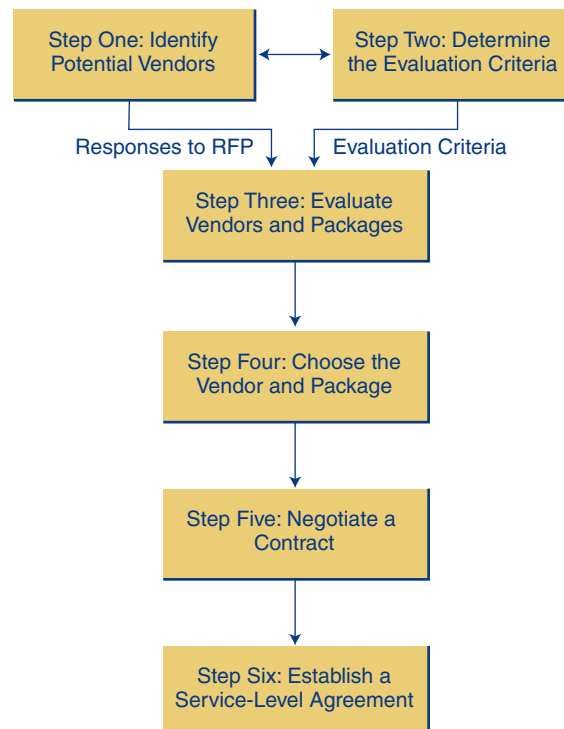 Step One: Identify
Potential Vendors
Step Two: Determine
the Evaluation Criteria
Responses to RFP
Evaluation Criteria
Step Three: Evaluate
Vendors and Packages
Step Four: Choose the
Vendor and Package
Step Five: Negotiate a
Contract
Step Six: Establish a
Service-Level Agreement